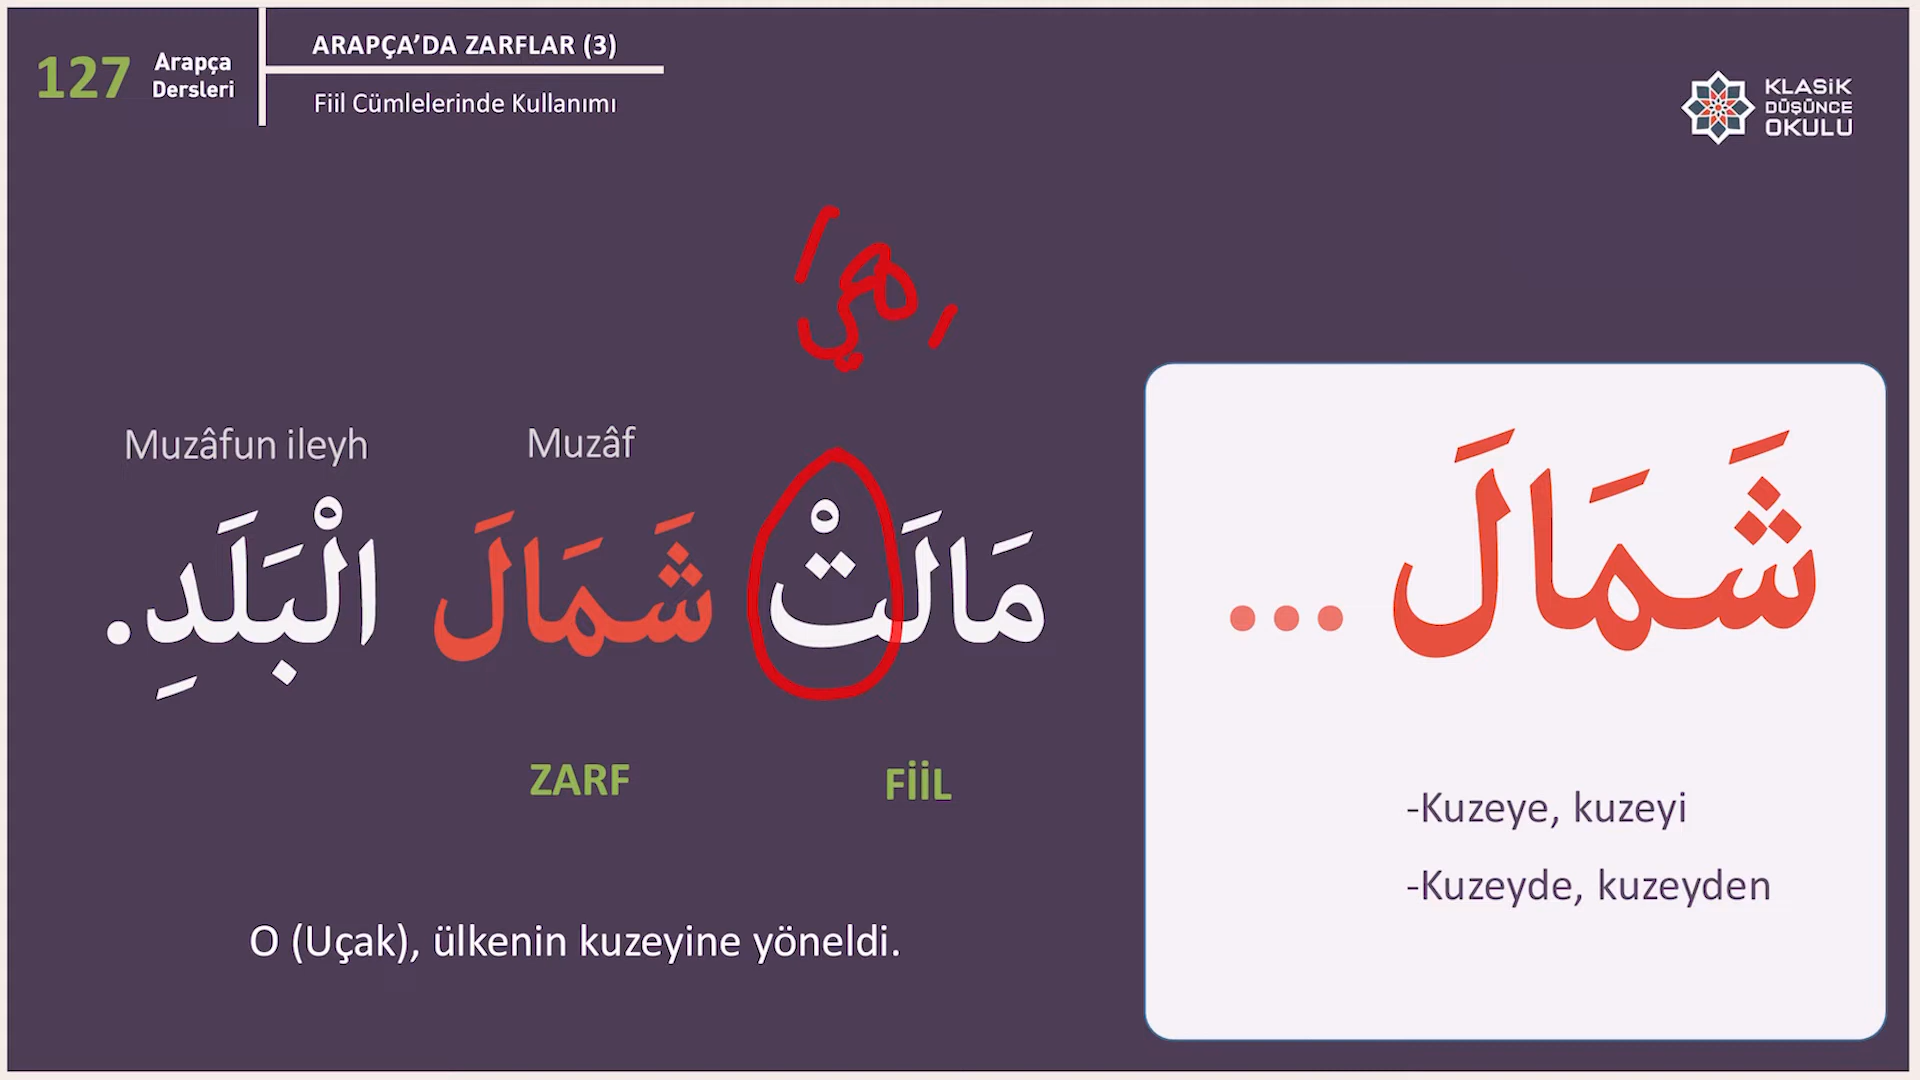 127 Arapça Dersleri
ARAPÇA’DA ZARFLAR (3)
Fiil Cümlelerinde Kullanımı
KLASİK
DÜŞÜNCE
OKULU
هِيَ
Muzâfun ileyh Muzâf
مَالَتْ شَمَالَ الْبَلَدِ.
ZARF FİİL
O (Uçak), ülkenin kuzeyine yöneldi.
شَمَالَ ...
-Kuzeye, kuzeyi
-Kuzeyde, kuzeyden